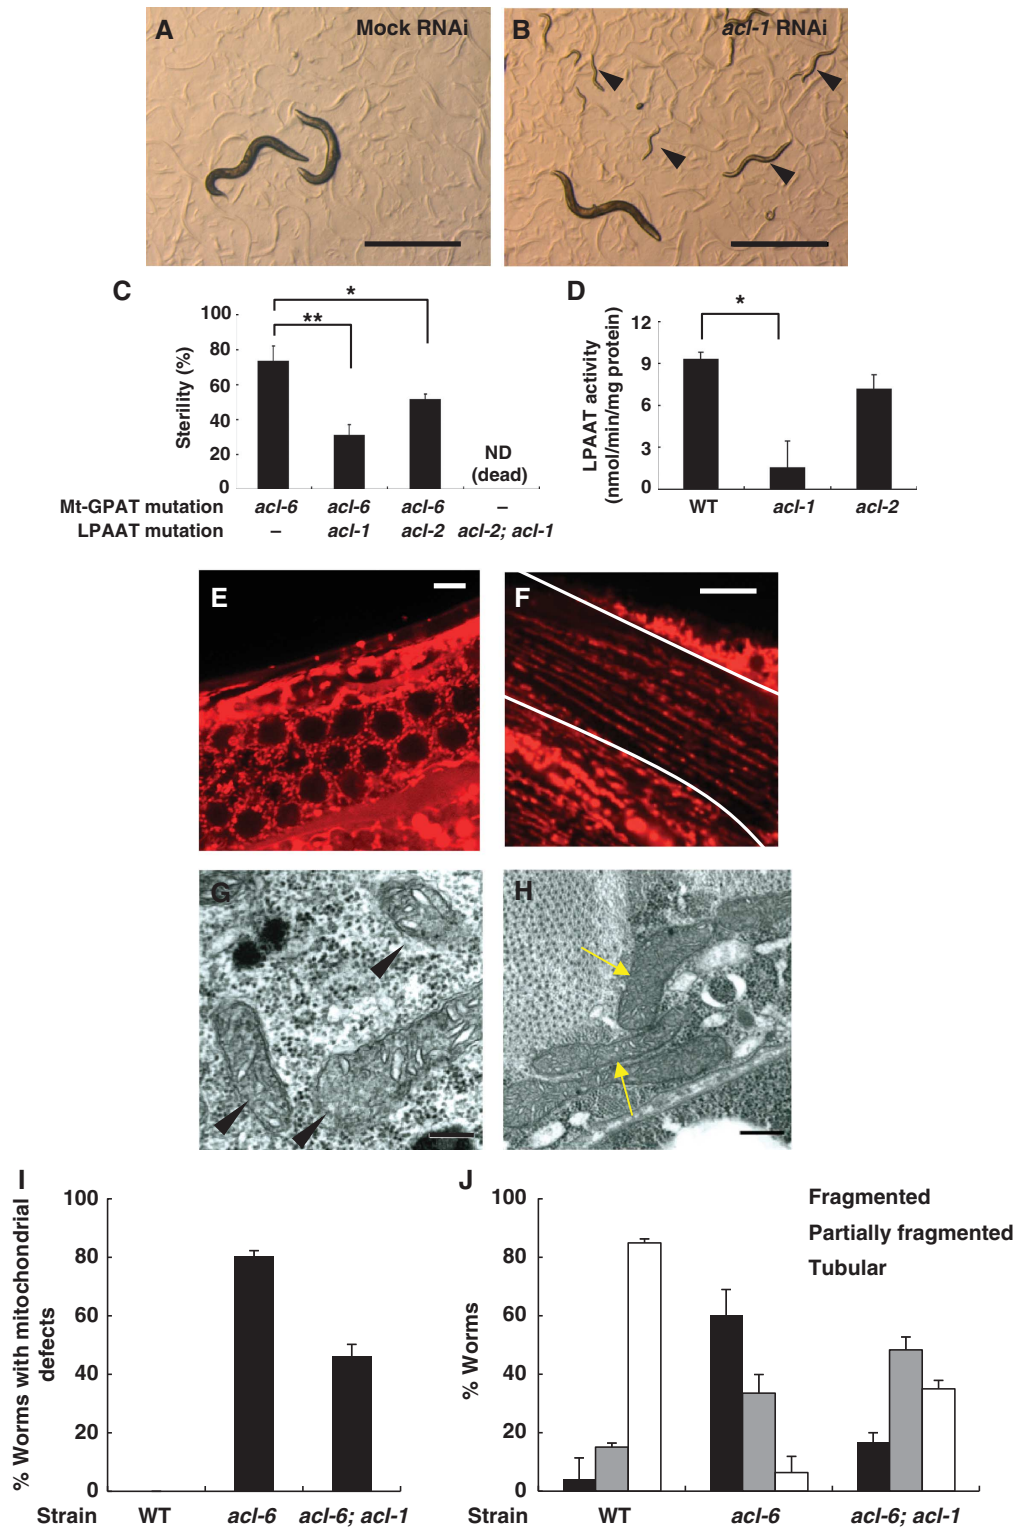 A Mock RNAi
B acl-1 RNAi
C
Sterility (%)
100
80
60
40
20
0
*
**
ND
(dead)
Mt-GPAT mutation acl-6 acl-6 acl-6 –
LPAAT mutation – acl-1 acl-2 acl-2; acl-1
D
LPAAT activity
(nmol/min/mg protein)
12
9
6
3
0
*
WT acl-1 acl-2
E
F
G
H
I
% Worms with mitochondrial
defects
100
80
60
40
20
0
Strain WT acl-6 acl-6; acl-1
J
% Worms
100
80
60
40
20
0
Fragmented
Partially fragmented
Tubular
Strain WT acl-6 acl-6; acl-1